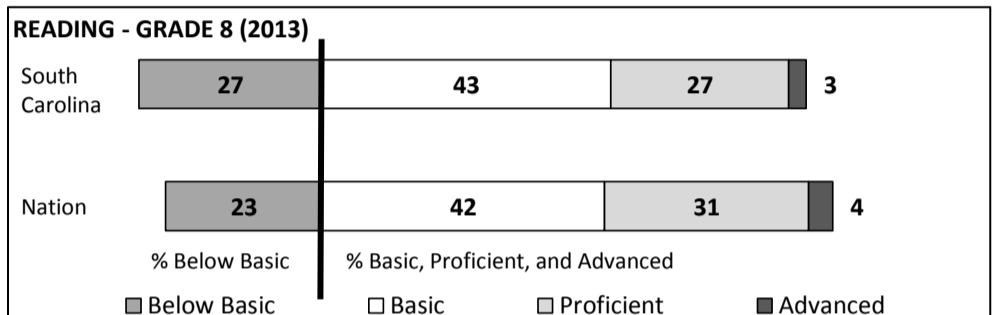 READING - GRADE 8 (2013)
South
Carolina
27 43 27 3
Nation
23 42 31 4
% Below Basic % Basic, Proficient, and Advanced
Below Basic Basic Proficient Advanced